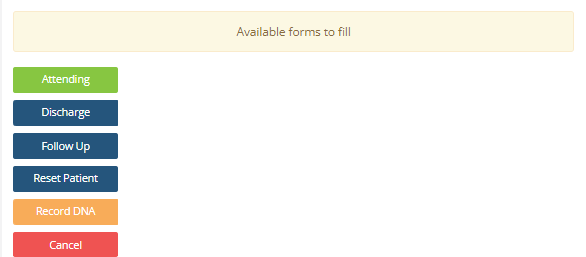 Available forms to fill
Attending
Discharge
Follow Up
Reset Patient
Record DNA
Cancel